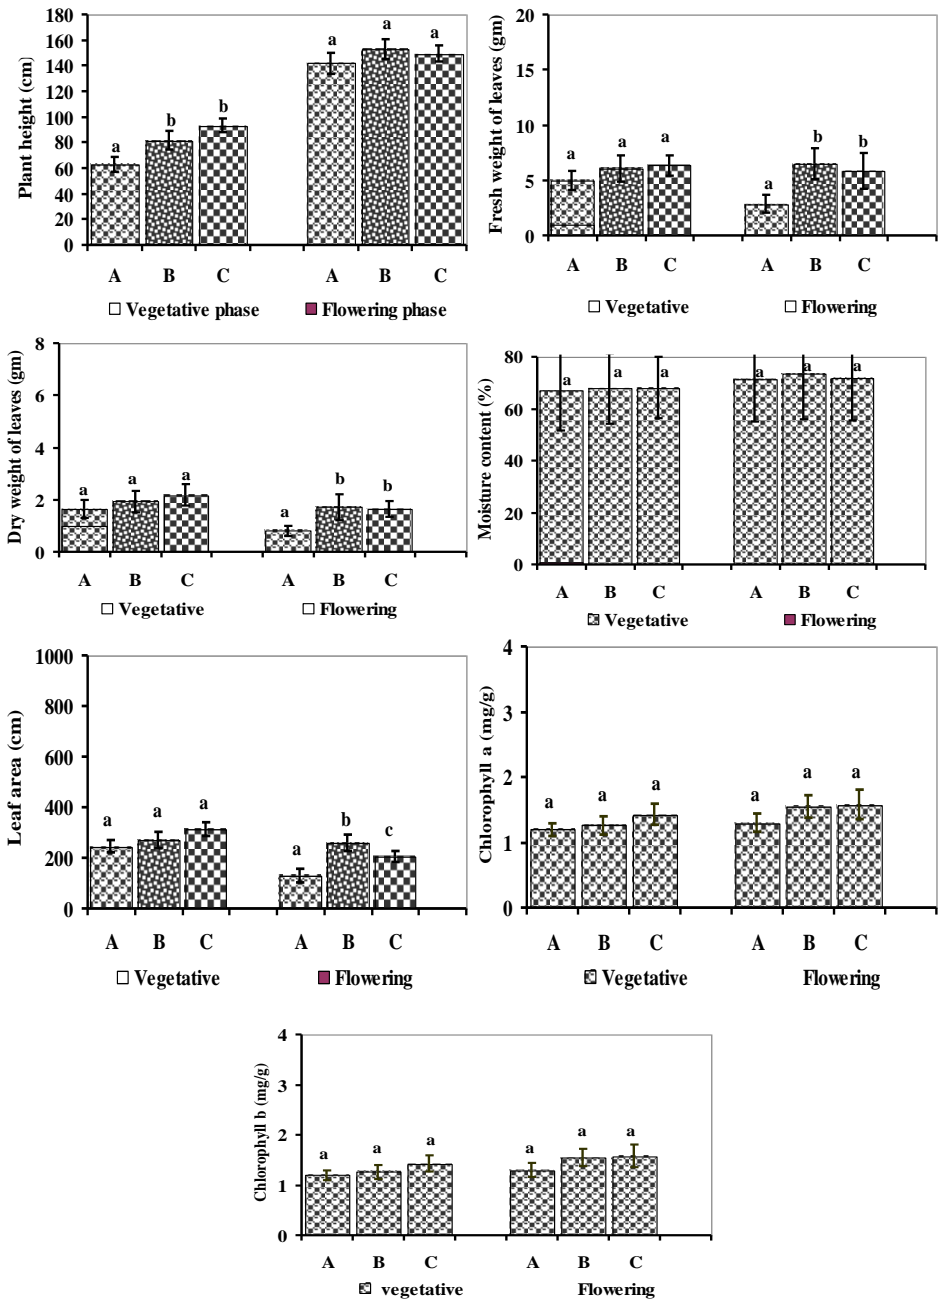 Plant height (cm)
180
160
140
120
100
80
60
40
20
0
a
b
b
a
a
a
A B C A B C
Vegetative phase Flowering phase
Fresh weight of leaves (gm)
20
15
10
5
0
a
a
a
a
b
b
A B C A B C
Vegetative Flowering
Dry weight of leaves (gm)
8
6
4
2
0
a
a
a
a
b
b
A B C A B C
Vegetative Flowering
Moisture content (%)
80
60
40
20
0
a
a
a
a
a
a
A B C A B C
Vegetative Flowering
Leaf area (cm)
1000
800
600
400
200
0
a
a
a
a
b
c
A B C A B C
Vegetative Flowering
Chlorophyll a (mg/g)
4
3
2
1
0
a
a
a
a
a
a
A B C A B C
Vegetative Flowering
Chlorophyll b (mg/g)
4
3
2
1
0
a
a
a
a
a
a
A B C A B C
vegetative Flowering